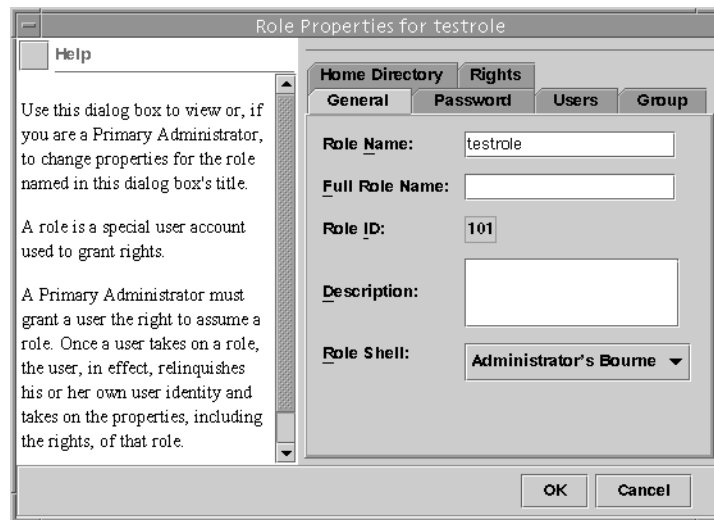 Role Properties for testrole
Help
Use this dialog box to view or, if
you are a Primary Administrator,
to change properties for the role
named in this dialog box's title.
A role is a special user account
used to grant rights.
A Primary Administrator must
grant a user the right to assume a
role. Once a user takes on a role,
the user, in effect, relinquishes
his or her own user identity and
takes on the properties, including
the rights, of that role.
Home Directory Rights
General Password Users Group
Role Name: testrole
Full Role Name:
Role ID: 101
Description:
Role Shell: Administrator's Bourne
OK Cancel